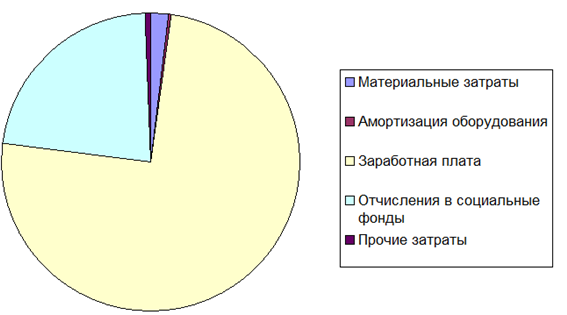 Материальные затраты
Амортизация оборудования
Заработная плата
Отчисления в социальные
фонды
Прочие затраты